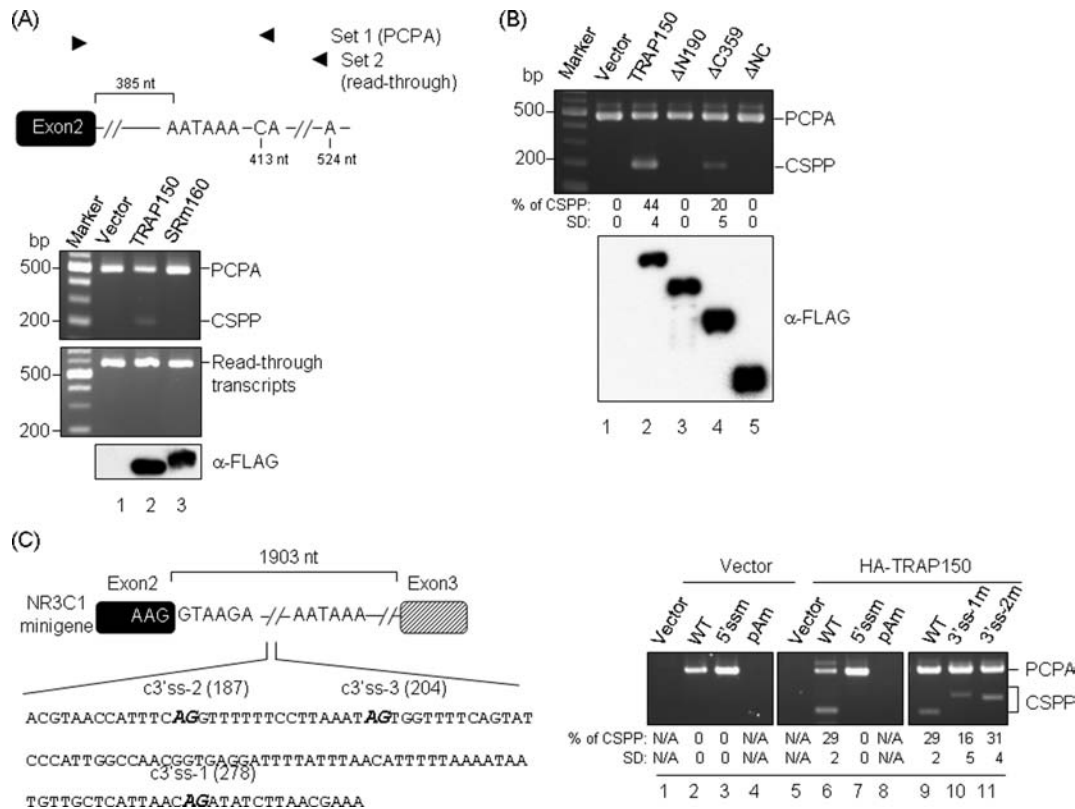 (A)
Set 1 (PCPA)
Set 2
(read-through)
385 nt
Exon2 -//- AATAAA-CA-//-A-
413 nt 524 nt
Marker Vector TRAP150 SRm160
bp
500 PCPA
200 CSPP
500 Read-through
transcripts
200
α-FLAG
1 2 3
(B)
Marker Vector TRAP150 ΔN190 ΔC359 ΔNC
bp
500 PCPA
200 CSPP
% of CSPP: 0 44 0 20 0
SD: 0 4 0 5 0
α-FLAG
1 2 3 4 5
(C)
1903 nt
Exon2 Exon3
NR3C1
minigene
AAG GTAAGA -//- AATAAA-//-
c3'ss-2 (187) c3'ss-3 (204)
ACGTAACCATTTCAGGTTTTTTCCTTAAATAGTGGTTTTCAGTAT
CCCATTGGCCAACGGTGAGGATTTTATTTAACATTTTTAAAATAA
c3'ss-1 (278)
TGTTGCTCATTAACAGATATCTTAACGAAA
Vector HA-TRAP150
Vector WT 5'ssm pAm Vector WT 5'ssm pAm WT 3'ss-1m 3'ss-2m
PCPA
CSPP
% of CSPP: N/A 0 0 N/A N/A 29 0 N/A 29 16 31
SD: N/A 0 0 N/A N/A 2 0 N/A 2 5 4
1 2 3 4 5 6 7 8 9 10 11